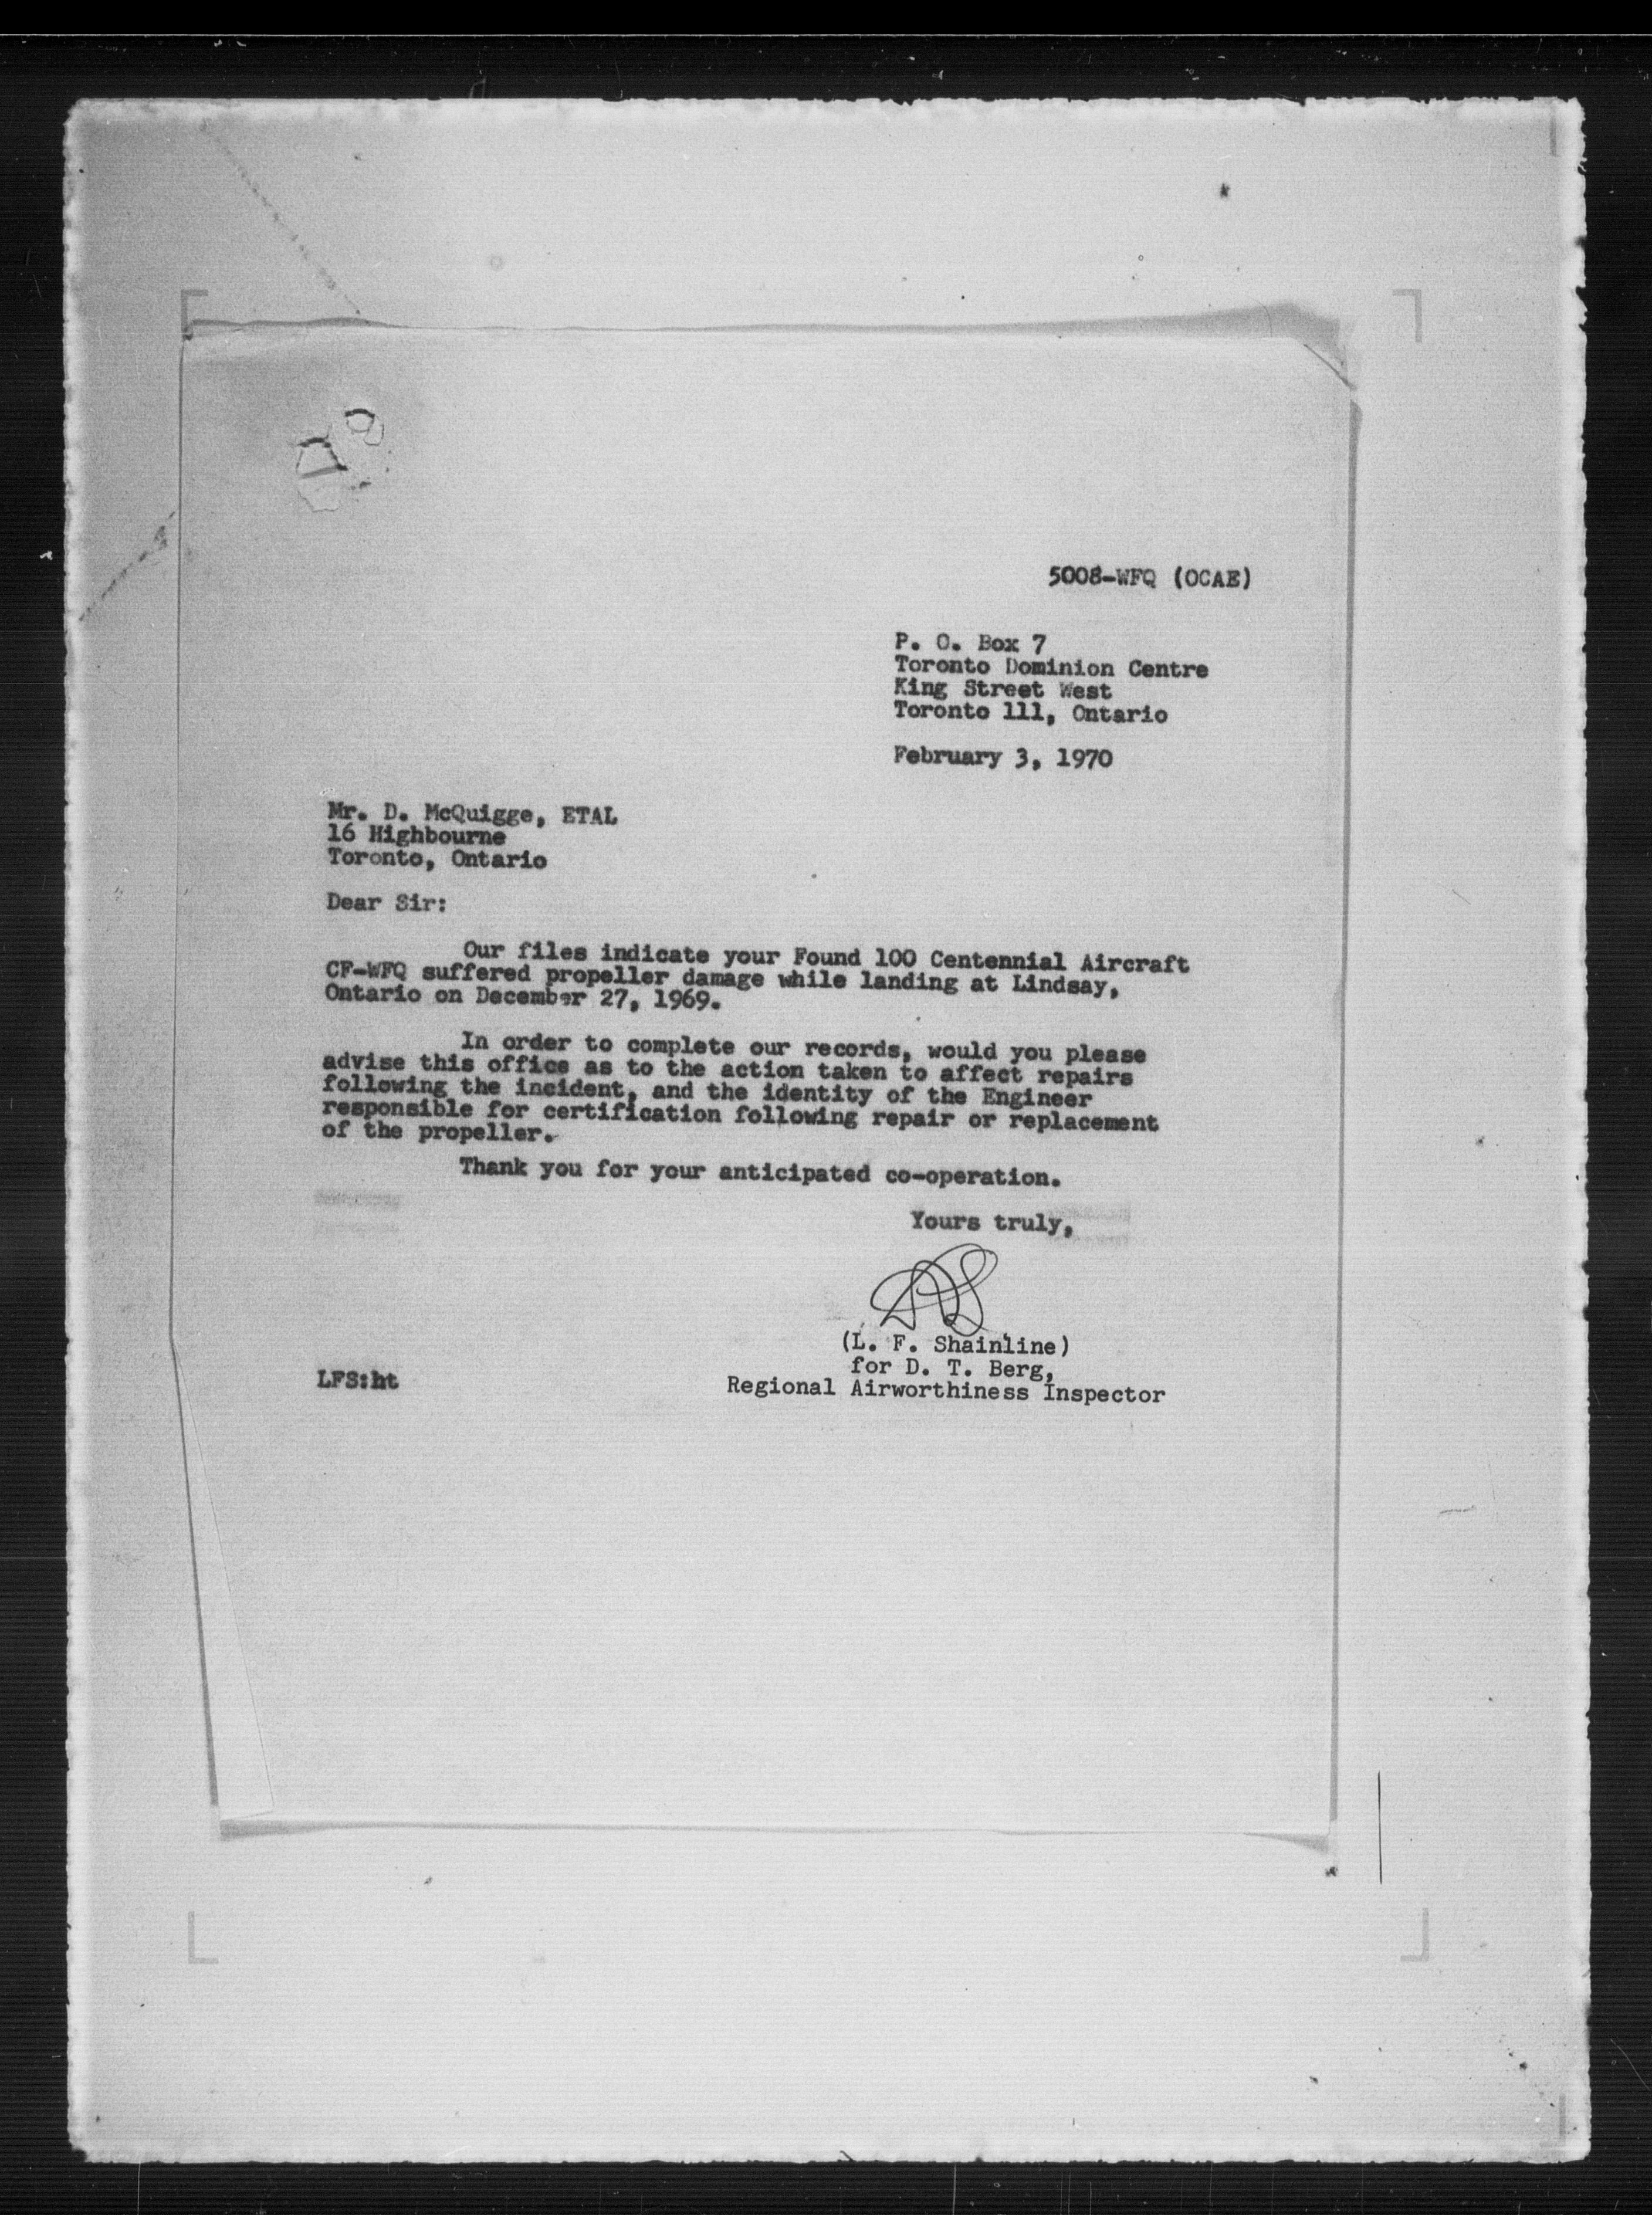 5008-WFQ (OCAE)
P. O. Box 7
Toronto Dominion Centre
King Street West
Toronto 111, Ontario
February 3, 1970
Mr. D. McQuigge, ETAL
16 Highbourne
Toronto, Ontario
Dear Sir:
Our files indicate your Found 100 Centennial Aircraft
CF-WFQ suffered propeller damage while landing at Lindsay,
Ontario on December 27, 1969.
In order to complete our records, would you please
advise this office as to the action taken to affect repairs
following the incident, and the identity of the Engineer
responsible for certification following repair or replacement
of the propeller.
Thank you for your anticipated co-operation.
Yours truly,
(L. F. Shainline)
for D. T. Berg,
Regional Airworthiness Inspector
LFS:ht